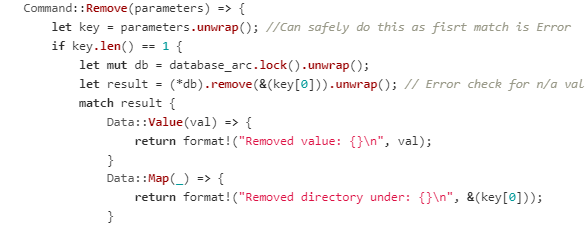 Command::Remove(parameters) => {
let key = parameters.unwrap(); //Can safely do this as fisrt match is Error
if key.len() == 1 {
let mut db = database_arc.lock().unwrap();
let result = (*db).remove(&(key[0])).unwrap(); // Error check for n/a val
match result {
Data::Value(val) => {
return format!("Removed value: {}\n", val);
}
Data::Map(_) => {
return format!("Removed directory under: {}\n", &(key[0]));
}